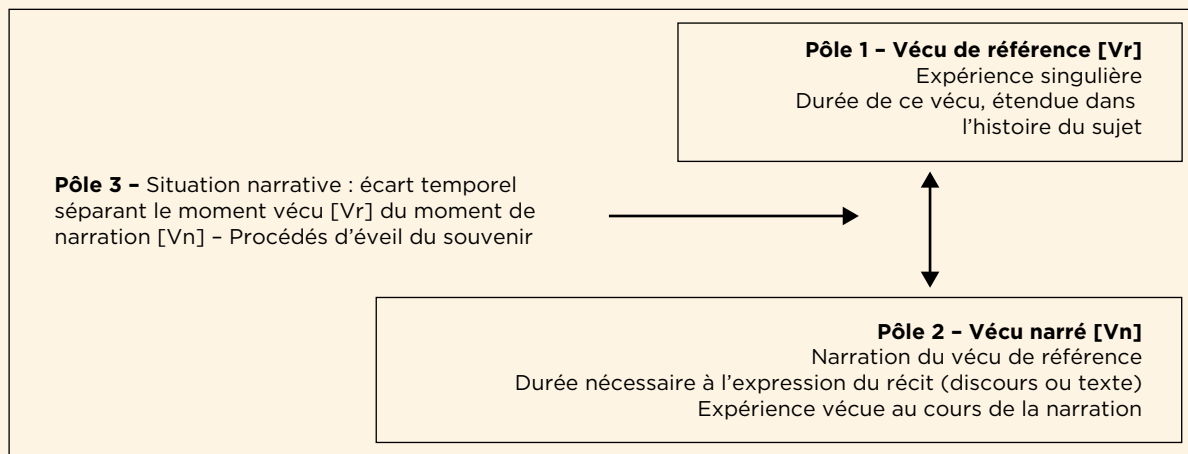 Pôle 1 – Vécu de référence [Vr]
Expérience singulière
Durée de ce vécu, étendue dans
l’histoire du sujet
Pôle 3 – Situation narrative : écart temporel
séparant le moment vécu [Vr] du moment de
narration [Vn] – Procédés d’éveil du souvenir
Pôle 2 – Vécu narré [Vn]
Narration du vécu de référence
Durée nécessaire à l’expression du récit (discours ou texte)
Expérience vécue au cours de la narration